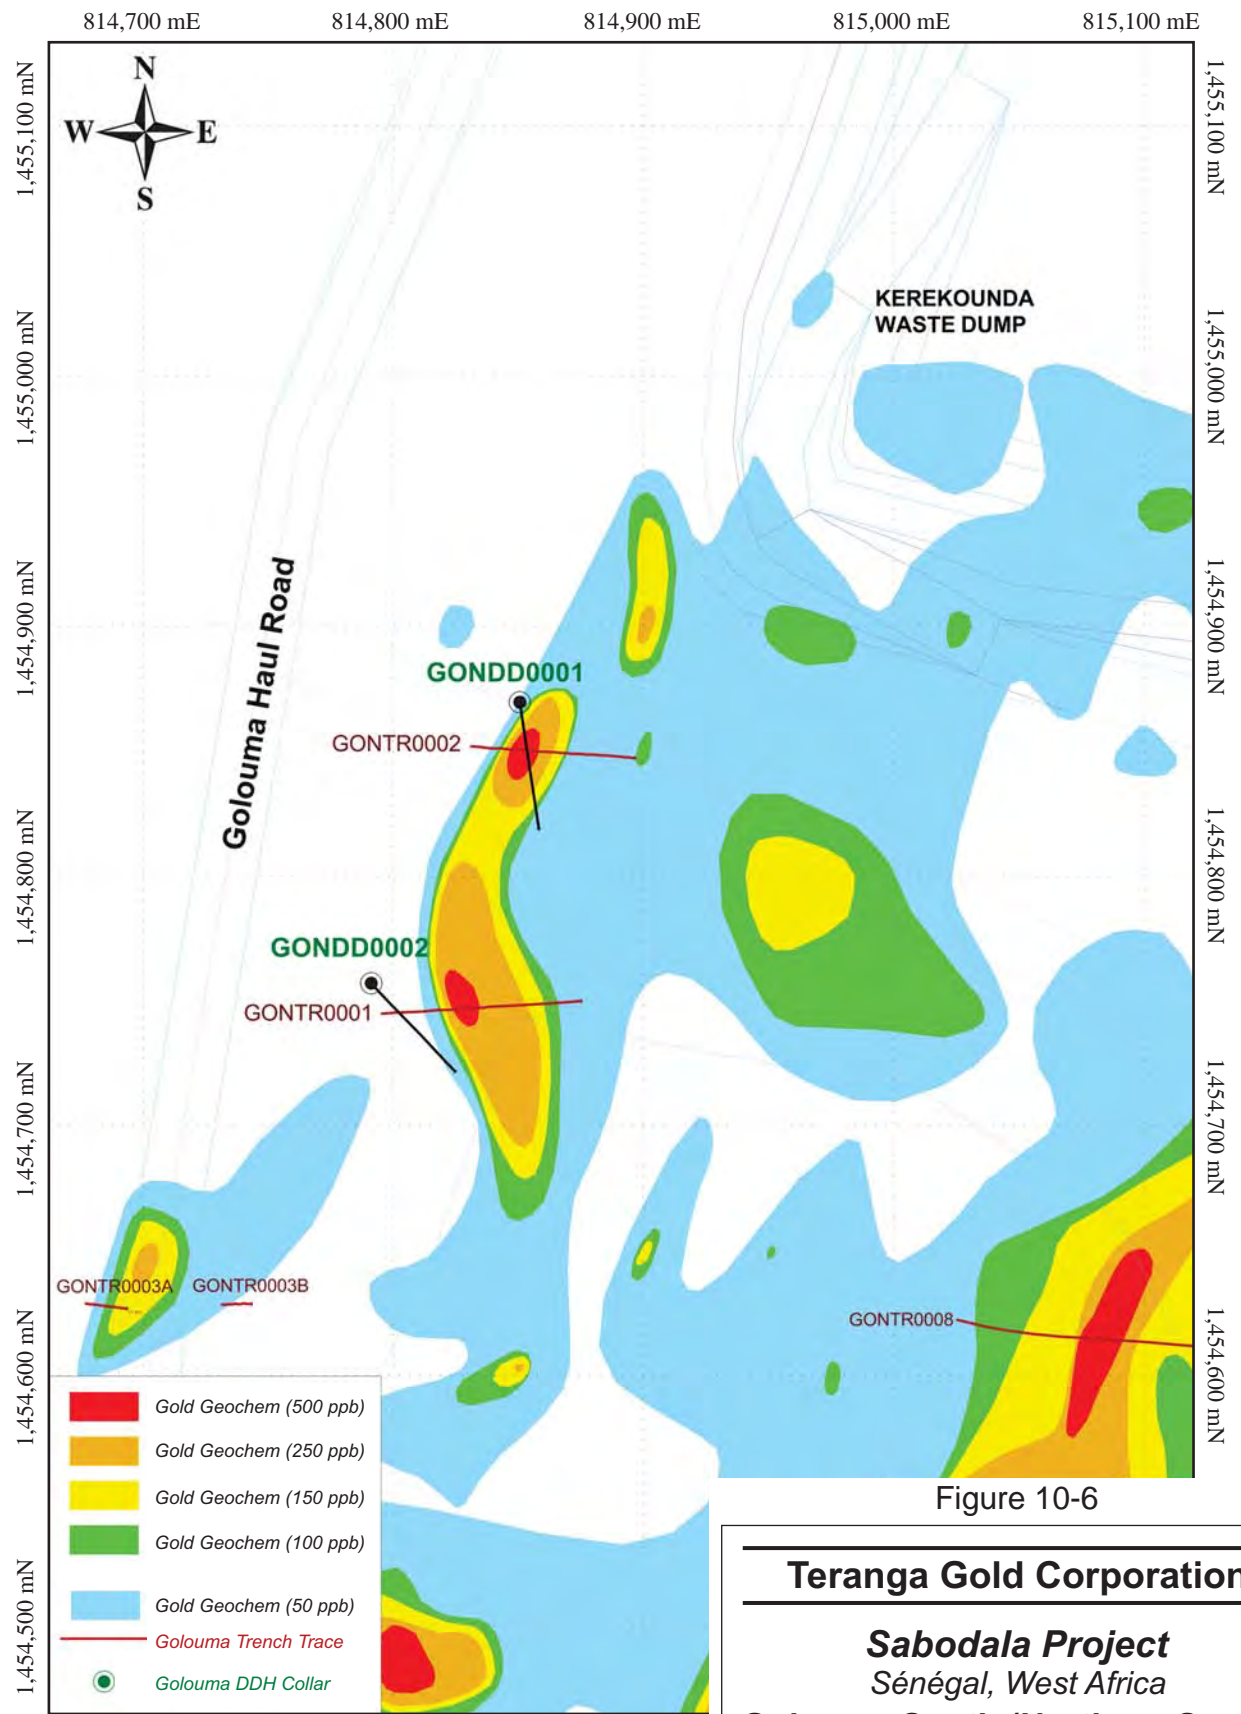 814,700 mE
814,800 mE
814,900 mE
815,000 mE
815,100 mE
1,455,100 mN
1,455,100 mN
N
W
E
S
KEREKOUNDA
WASTE DUMP
1,455,000 mN
1,455,000 mN
Golouma Haul Road
1,454,900 mN
1,454,900 mN
GONDD0001
GONTR0002
1,454,800 mN
1,454,800 mN
GONDD0002
GONTR0001
1,454,700 mN
1,454,700 mN
GONTR0003A
GONTR0003B
GONTR0008
1,454,600 mN
1,454,600 mN
Gold Geochem (500 ppb)
Gold Geochem (250 ppb)
Gold Geochem (150 ppb)
Gold Geochem (100 ppb)
Gold Geochem (50 ppb)
Golouma Trench Trace
Golouma DDH Collar
1,454,500 mN
Figure 10-6
Teranga Gold Corporation
Sabodala Project
Sénégal, West Africa